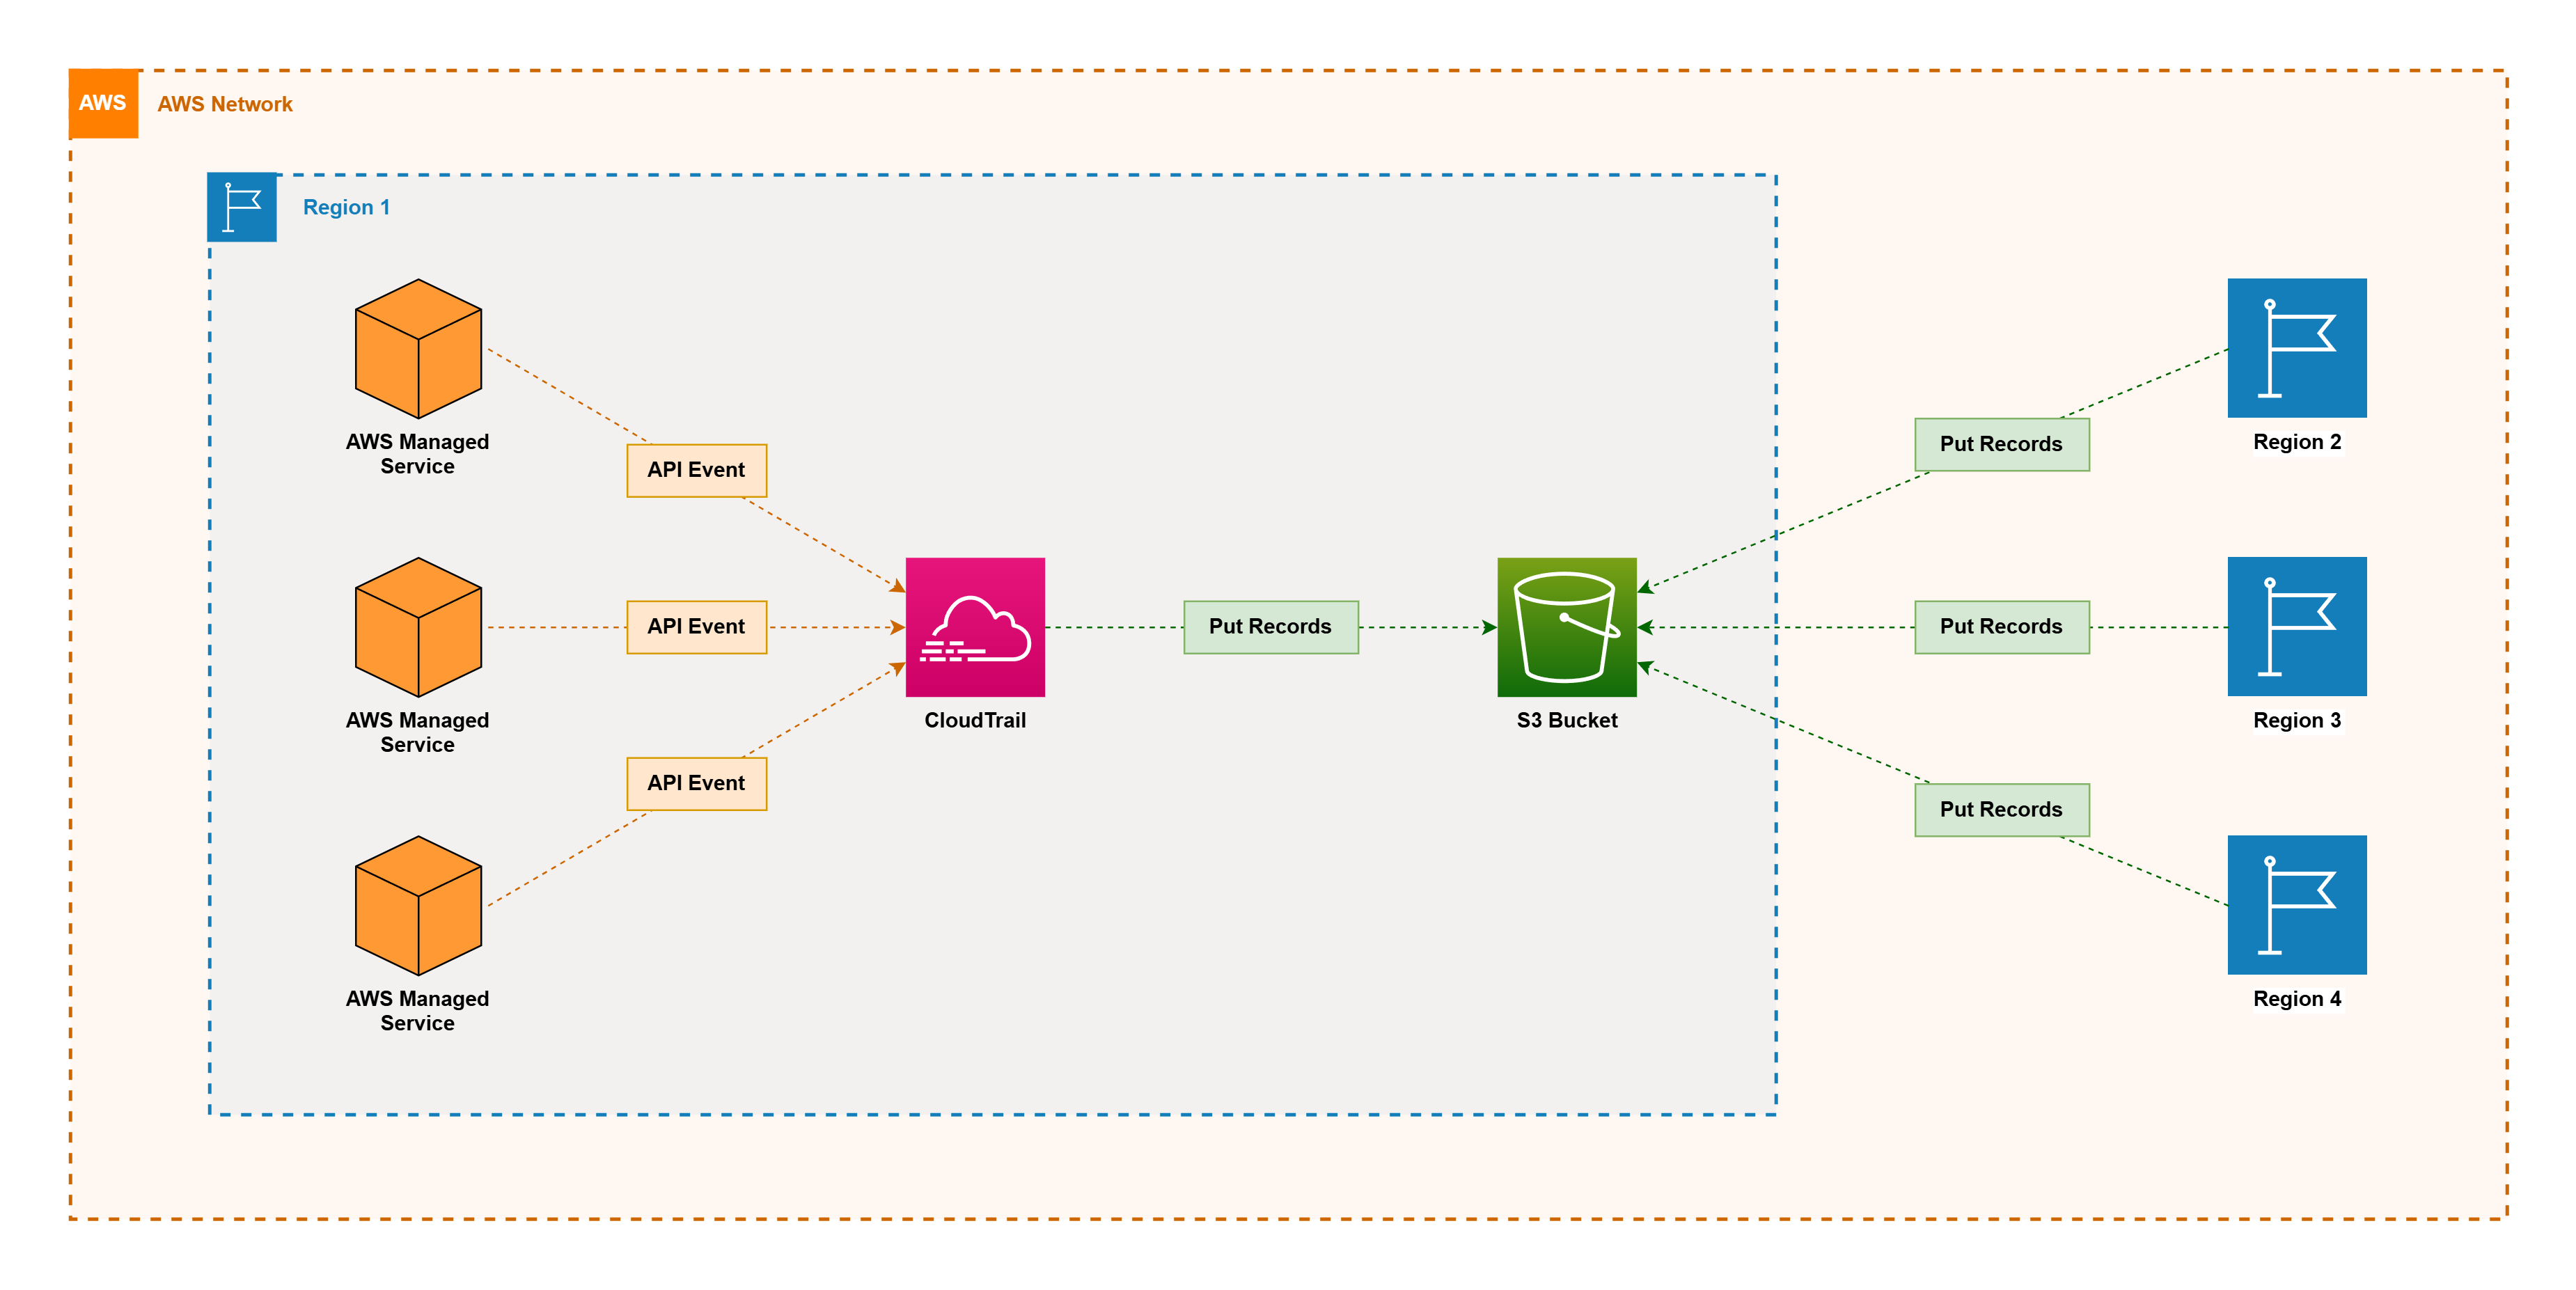 AWS
AWS Network
Region 1
AWS Managed
Service
API Event
AWS Managed
Service
API Event
AWS Managed
Service
API Event
CloudTrail
Put Records
S3 Bucket
Put Records
Region 2
Put Records
Region 3
Put Records
Region 4